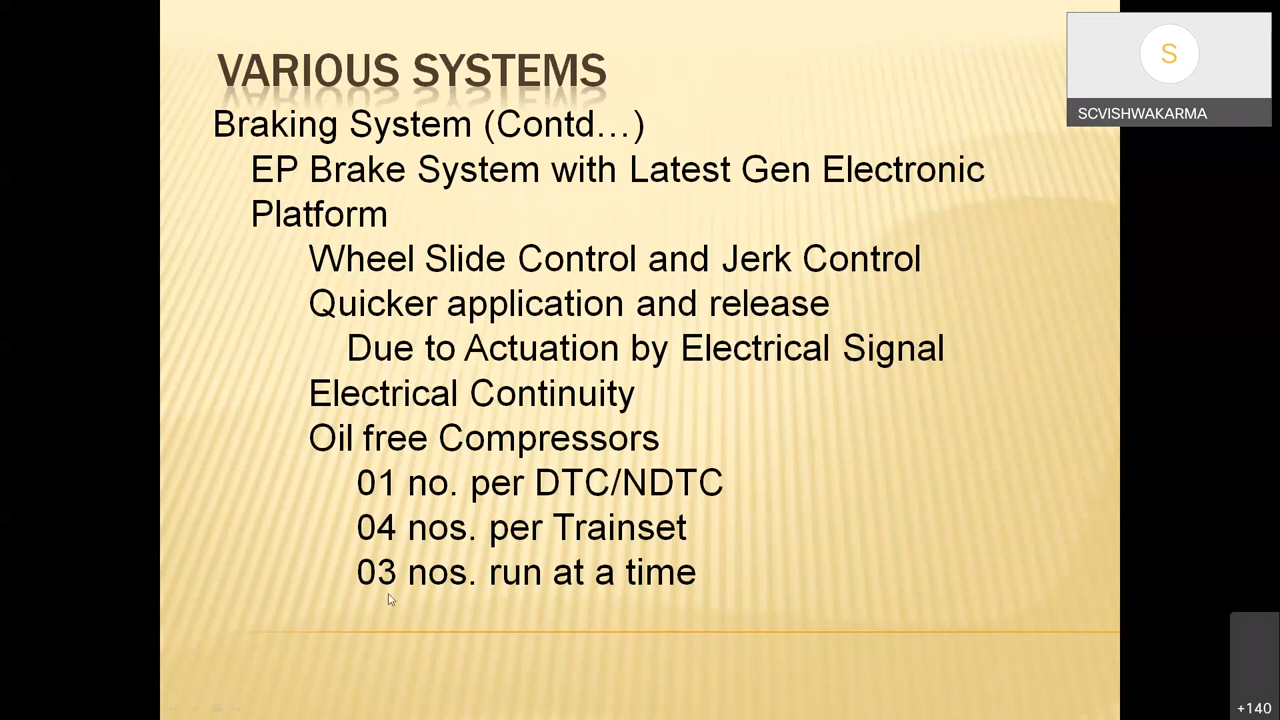 VARIOUS SYSTEMS
Braking System (Contd...)
EP Brake System with Latest Gen Electronic
Platform
Wheel Slide Control and Jerk Control
Quicker application and release
Due to Actuation by Electrical Signal
Electrical Continuity
Oil free Compressors
01 no. per DTC/NDTC
04 nos. per Trainset
03 nos. run at a time
S
SCVISHWAKARMA
+140